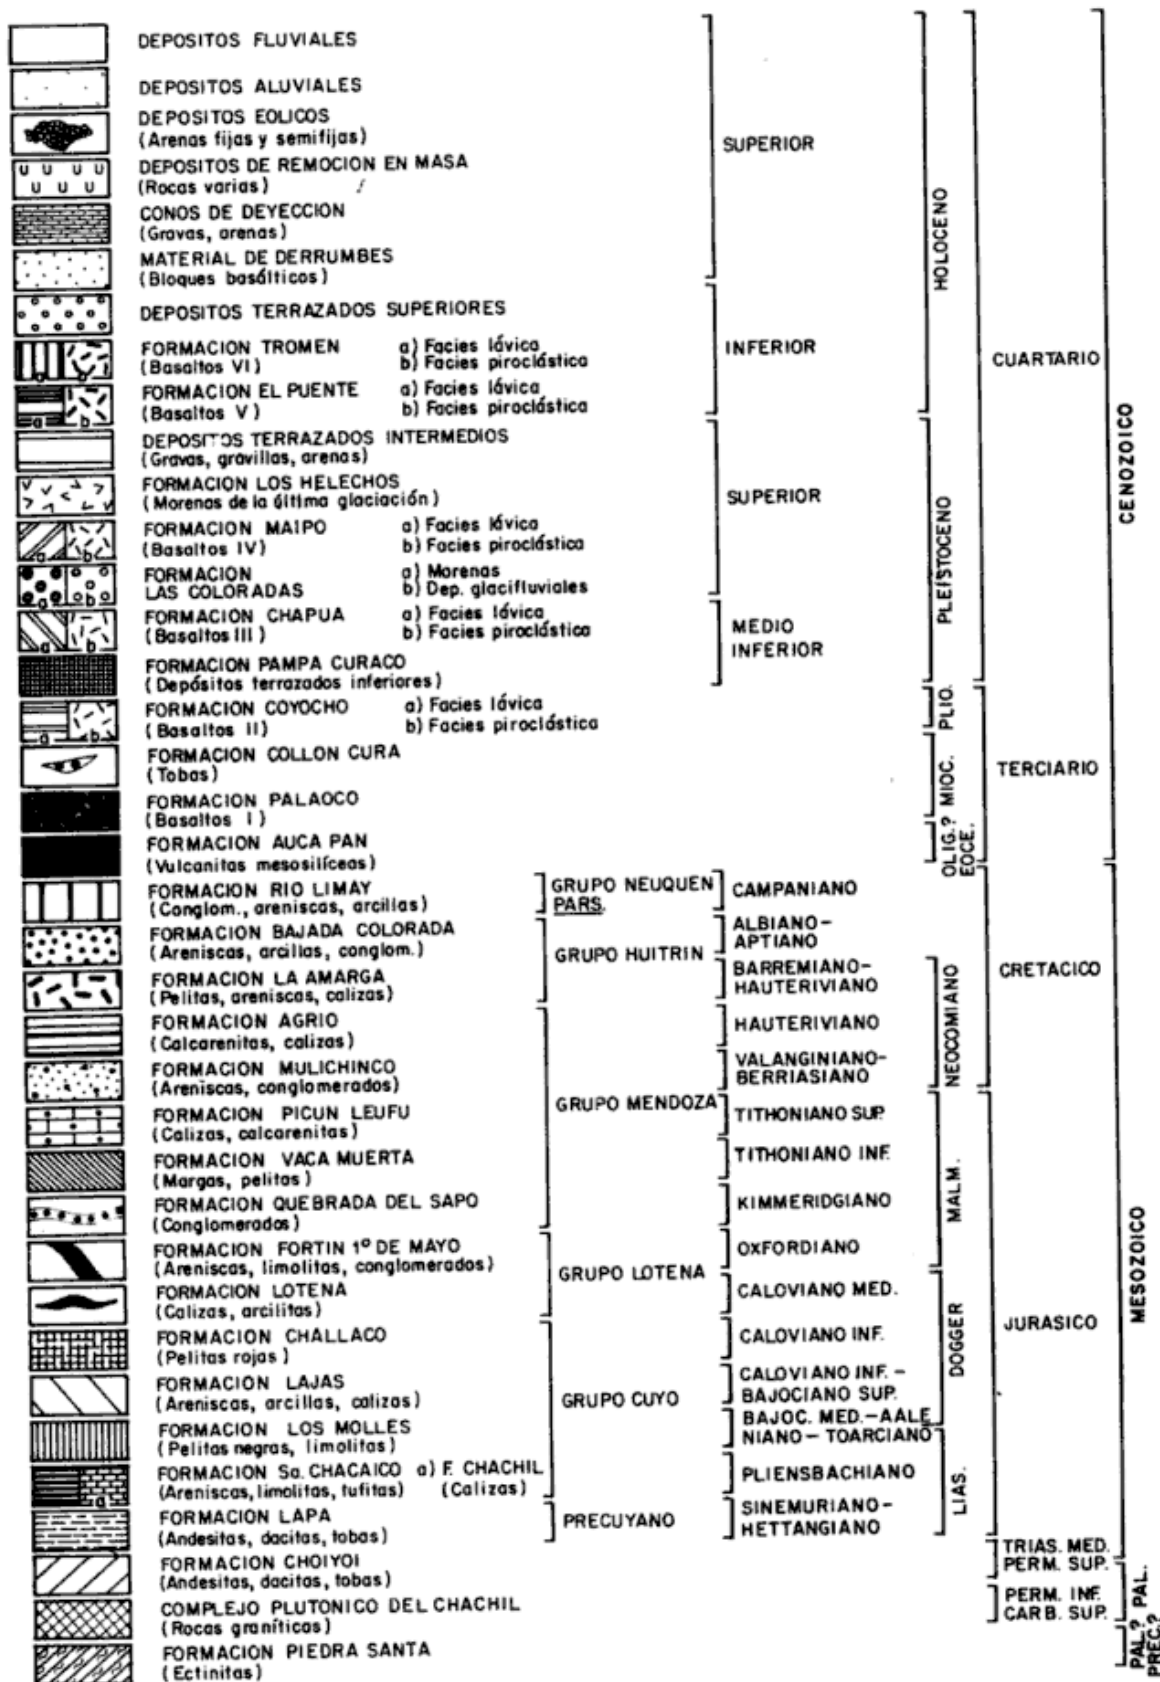 DEPOSITOS FLUVIALES
DEPOSITOS ALUVIALES
DEPOSITOS EOLICOS
(Arenas fijas y semifijas)
DEPOSITOS DE REMOCION EN MASA
(Rocas varias)
CONOS DE DEYECCION
(Gravas, arenas)
MATERIAL DE DERRUMBES
(Bloques basálticos)
SUPERIOR
DEPOSITOS TERRAZADOS SUPERIORES
FORMACION TROMEN a) Facies lávica
(Basaltos VI) b) Facies piroclástica
a b
FORMACION EL PUENTE a) Facies lávica
(Basaltos V) b) Facies piroclástica
a b
INFERIOR
HOLOCENO
DEPOSITOS TERRAZADOS INTERMEDIOS
(Gravas, gravillas, arenas)
FORMACION LOS HELECHOS
(Morenas de la última glaciación)
FORMACION MAIPO a) Facies lávica
(Basaltos IV) b) Facies piroclástica
a b
FORMACION a) Morenas
LAS COLORADAS b) Dep. glacifluviales
a b
SUPERIOR
FORMACION CHAPUA a) Facies lávica
(Basaltos III) b) Facies piroclástica
a b
FORMACION PAMPA CURACO
(Depósitos terrazados inferiores)
MEDIO
INFERIOR
PLEISTOCENO
CUARTARIO
FORMACION COYOCHO a) Facies lávica
(Basaltos II) b) Facies piroclástica
a b
PLIO.
FORMACION COLLON CURA
(Tobas)
FORMACION PALAOCO
(Basaltos I)
MIOC.
FORMACION AUCA PAN
(Vulcanitas mesosilíceas)
OLIG.?
EOCE.
TERCIARIO
CENOZOICO
FORMACION RIO LIMAY
(Conglom., areniscas, arcillas)
GRUPO NEUQUEN
PARS.
CAMPANIANO
FORMACION BAJADA COLORADA
(Areniscas, arcillas, conglom.)
ALBIANO-
APTIANO
FORMACION LA AMARGA
(Pelitas, areniscas, calizas)
GRUPO HUITRIN
BARREMIANO-
HAUTERIVIANO
FORMACION AGRIO
(Calcarenitas, calizas)
HAUTERIVIANO
FORMACION MULICHINCO
(Areniscas, conglomerados)
VALANGINIANO-
BERRIASIANO
NEOCOMIANO
CRETACICO
FORMACION PICUN LEUFU
(Calizas, calcarenitas)
GRUPO MENDOZA
TITHONIANO SUP.
FORMACION VACA MUERTA
(Margas, pelitas)
TITHONIANO INF.
FORMACION QUEBRADA DEL SAPO
(Conglomerados)
KIMMERIDGIANO
FORMACION FORTIN 1º DE MAYO
(Areniscas, limolitas, conglomerados)
OXFORDIANO
MALM.
FORMACION LOTENA
(Calizas, arcilitas)
GRUPO LOTENA
CALOVIANO MED.
FORMACION CHALLACO
(Pelitas rojas)
CALOVIANO INF.
FORMACION LAJAS
(Areniscas, arcillas, calizas)
GRUPO CUYO
CALOVIANO INF.-
BAJOCIANO SUP.
DOGGER
FORMACION LOS MOLLES
(Pelitas negras, limolitas)
BAJOC. MED.-AALE
NIANO-TOARCIANO
FORMACION Sa. CHACAICO a) F. CHACHIL
(Areniscas, limolitas, tufitas) (Calizas)
a
PLIENSBACHIANO
FORMACION LAPA
(Andesitas, dacitas, tobas)
PRECUYANO
SINEMURIANO-
HETTANGIANO
LIAS.
JURASICO
MESOZOICO
FORMACION CHOIYOI
(Andesitas, dacitas, tobas)
TRIAS. MED.
PERM. SUP.
COMPLEJO PLUTONICO DEL CHACHIL
(Rocas graníticas)
PERM. INF.
CARB. SUP.
PAL.
FORMACION PIEDRA SANTA
(Ectinitas)
PAL.?
PREC.?